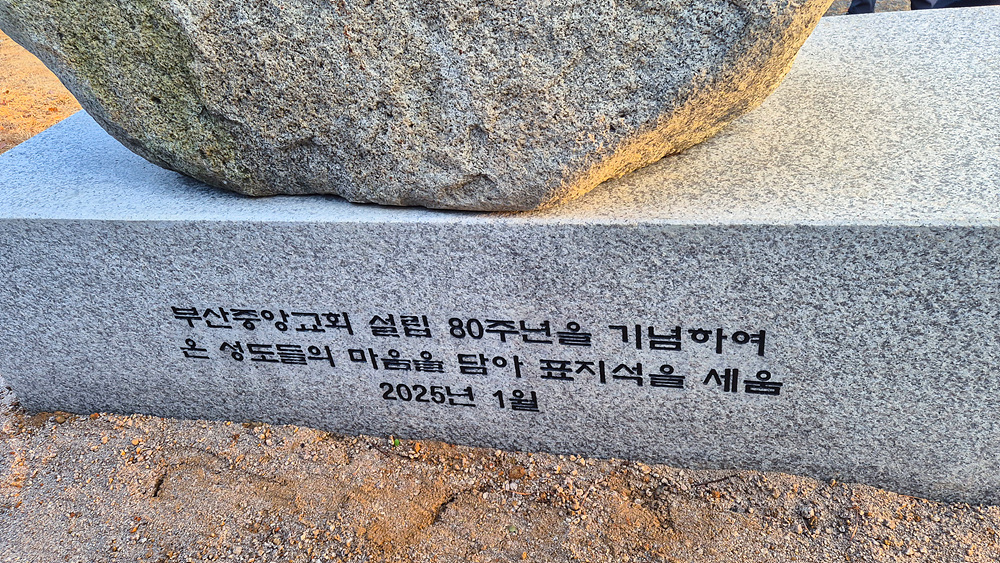 부산중앙교회 설립 80주년을 기념하여
온 성도들의 마음을 담아 표지석을 세움
2025년 1월